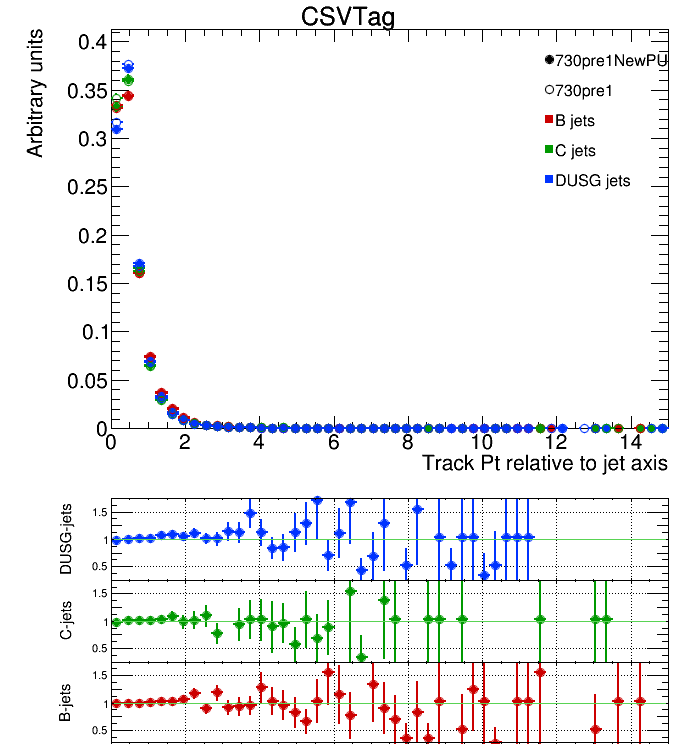 CSVTag
Arbitrary units
0.4
0.35
0.3
0.25
0.2
0.15
0.1
0.05
0
730pre1NewPU
730pre1
B jets
C jets
DUSG jets
0 2 4 6 8 10 12 14
Track Pt relative to jet axis
DUSG-jets
1.5
1
0.5
C-jets
1.5
1
0.5
B-jets
1.5
1
0.5